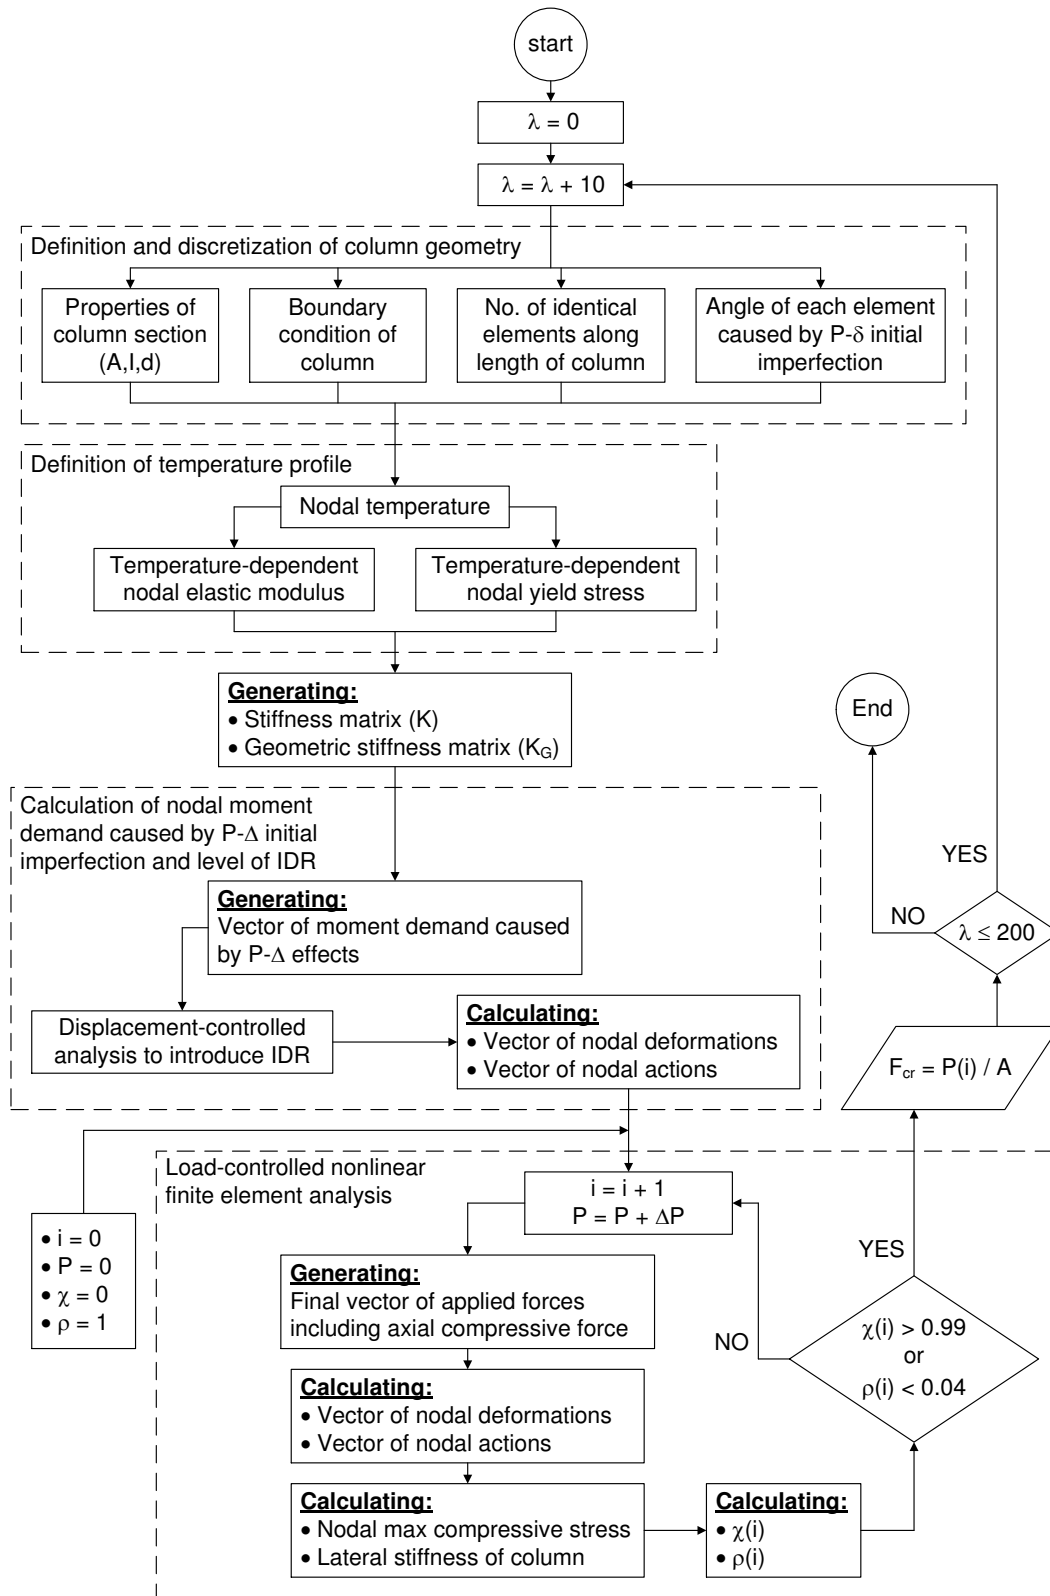 start
λ = 0
λ = λ + 10
Definition and discretization of column geometry
Properties of
column section
(A,I,d)
Boundary
condition of
column
No. of identical
elements along
length of column
Angle of each element
caused by P-δ initial
imperfection
Definition of temperature profile
Nodal temperature
Temperature-dependent
nodal elastic modulus
Temperature-dependent
nodal yield stress
Generating:
• Stiffness matrix (K)
• Geometric stiffness matrix (K_G)
End
Calculation of nodal moment
demand caused by P-Δ initial
imperfection and level of IDR
Generating:
Vector of moment demand caused
by P-Δ effects
Displacement-controlled
analysis to introduce IDR
Calculating:
• Vector of nodal deformations
• Vector of nodal actions
YES
NO
λ ≤ 200
F_cr = P(i) / A
Load-controlled nonlinear
finite element analysis
i = i + 1
P = P + ΔP
• i = 0
• P = 0
• χ = 0
• ρ = 1
Generating:
Final vector of applied forces
including axial compressive force
YES
NO
χ(i) > 0.99
or
ρ(i) < 0.04
Calculating:
• Vector of nodal deformations
• Vector of nodal actions
Calculating:
• Nodal max compressive stress
• Lateral stiffness of column
Calculating:
• χ(i)
• ρ(i)